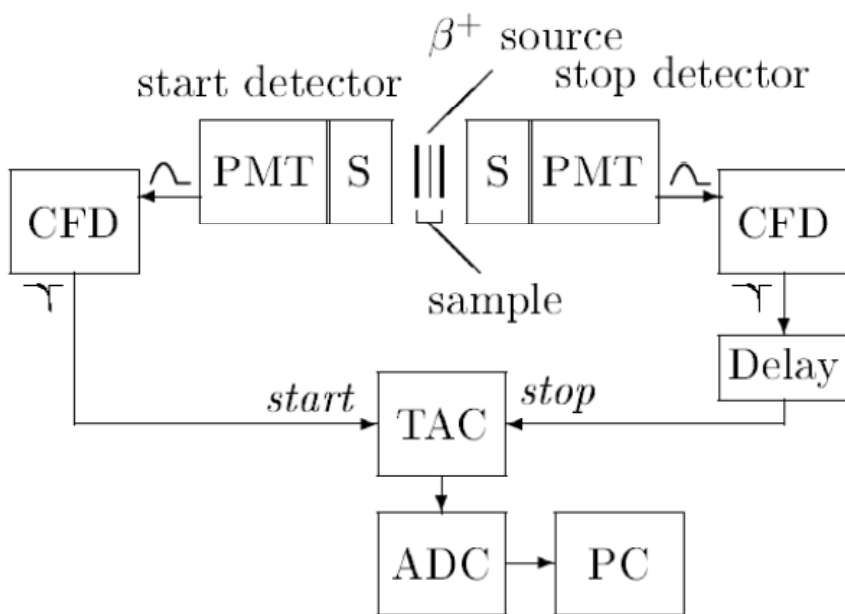 β⁺ source
start detector
stop detector
PMT S
S PMT
CFD
CFD
sample
Delay
start
stop
TAC
ADC
PC